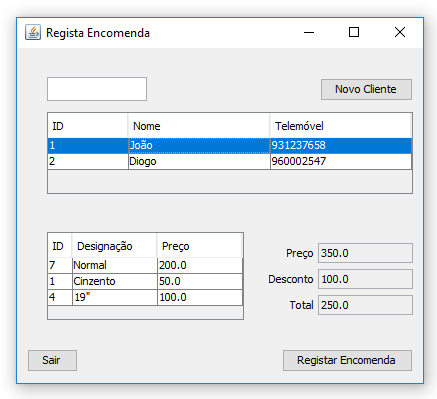 Regista Encomenda
Novo Cliente
ID Nome Telemóvel
1 João 931237658
2 Diogo 960002547
ID Designação Preço
7 Normal 200.0
1 Cinzento 50.0
4 19" 100.0
Preço 350.0
Desconto 100.0
Total 250.0
Sair Registar Encomenda